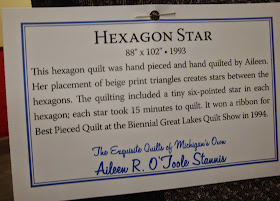 HEXAGON STAR
88" x 102" • 1993
This hexagon quilt was hand pieced and hand quilted by Aileen.
Her placement of beige print triangles creates stars between the
hexagons. The quilting included a tiny six-pointed star in each
hexagon; each star took 15 minutes to quilt. It won a ribbon for
Best Pieced Quilt at the Biennial Great Lakes Quilt Show in 1994.
The Exquisite Quilts of Michigan's Own
Aileen R. O'Toole Stannis